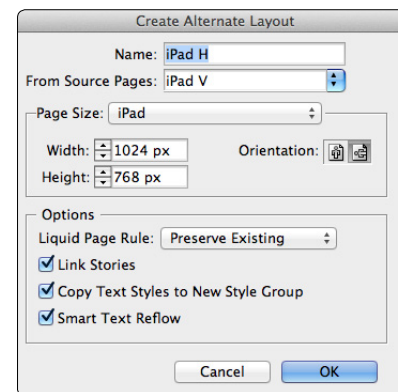 Create Alternate Layout
Name: iPad H
From Source Pages: iPad V
Page Size: iPad
Width: 1024 px Orientation:
Height: 768 px
Options
Liquid Page Rule: Preserve Existing
Link Stories
Copy Text Styles to New Style Group
Smart Text Reflow
Cancel OK